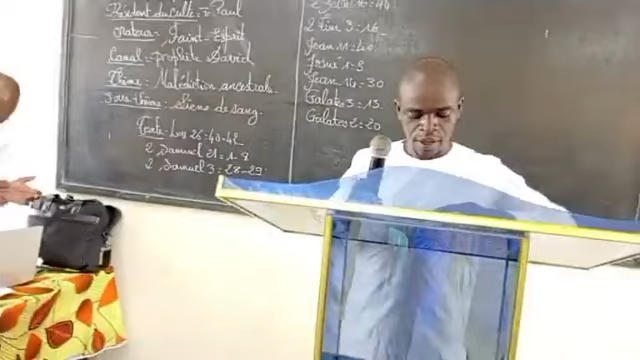 Président du culte = Paul
Orateur = Saint-Esprit
Canal = prophète David
Thème = Malédiction ancestrale
Sous-thème = Liens de sang
Texte = Lev 26:40-42
2 Samuel 21:1-8
2 Samuel 3:28-29
2 Tim 3:16
Jean 11:40
Josué 1:8
Jean 14:30
Galates 3:13
Galates 2:20